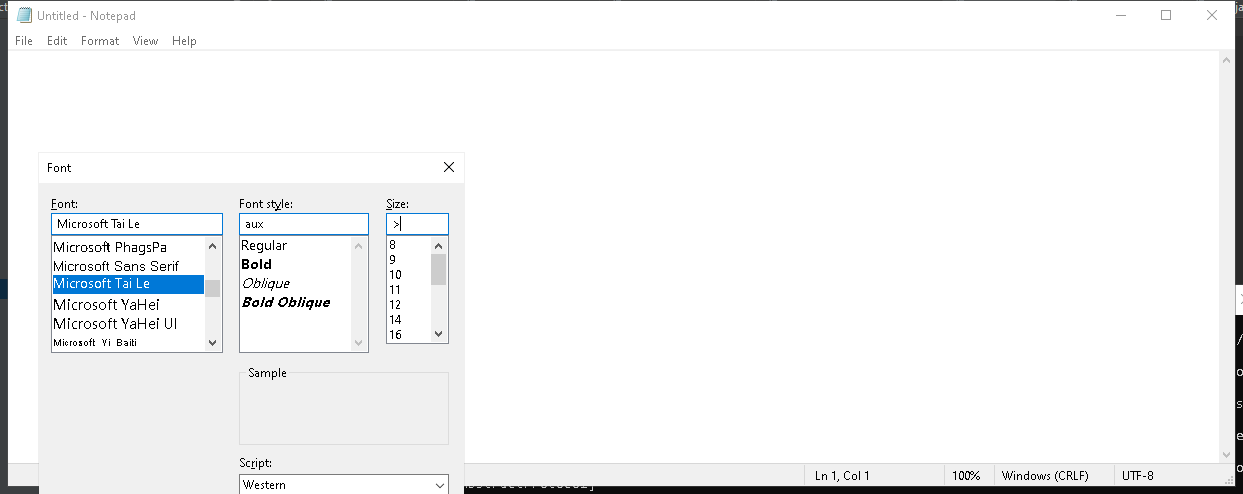 Untitled - Notepad
File Edit Format View Help
Font
Font: Font style: Size:
Microsoft Tai Le aux >
Microsoft PhagsPa Regular 8
Microsoft Sans Serif Bold 9
Microsoft Tai Le Oblique 10
Microsoft YaHei Bold Oblique 11
Microsoft YaHei UI 12
Microsoft Yi Baiti 14
16
Sample
Script:
Western
Ln 1, Col 1 100% Windows (CRLF) UTF-8